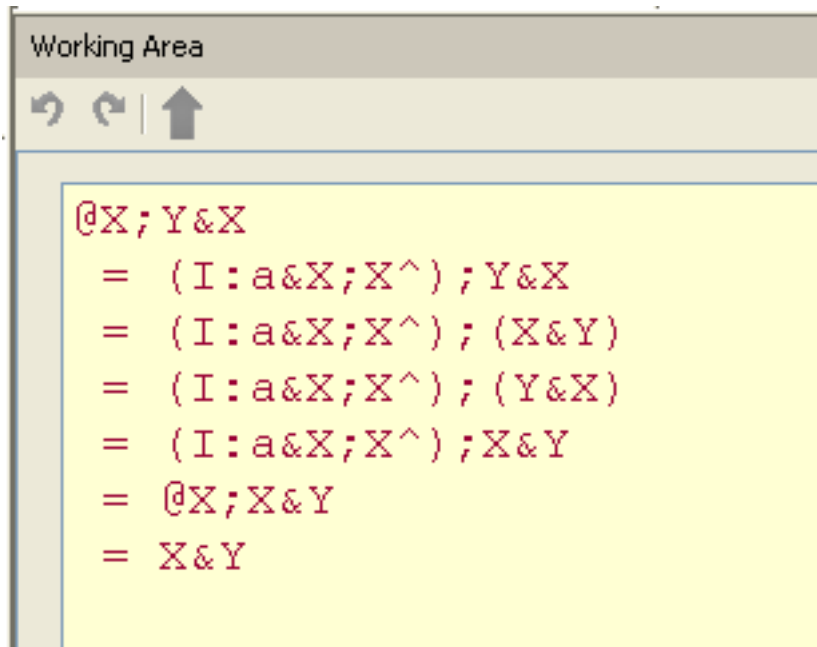 Working Area
@X;Y&X
= (I:a&X;X^);Y&X
= (I:a&X;X^);(X&Y)
= (I:a&X;X^);(Y&X)
= (I:a&X;X^);X&Y
= @X;X&Y
= X&Y